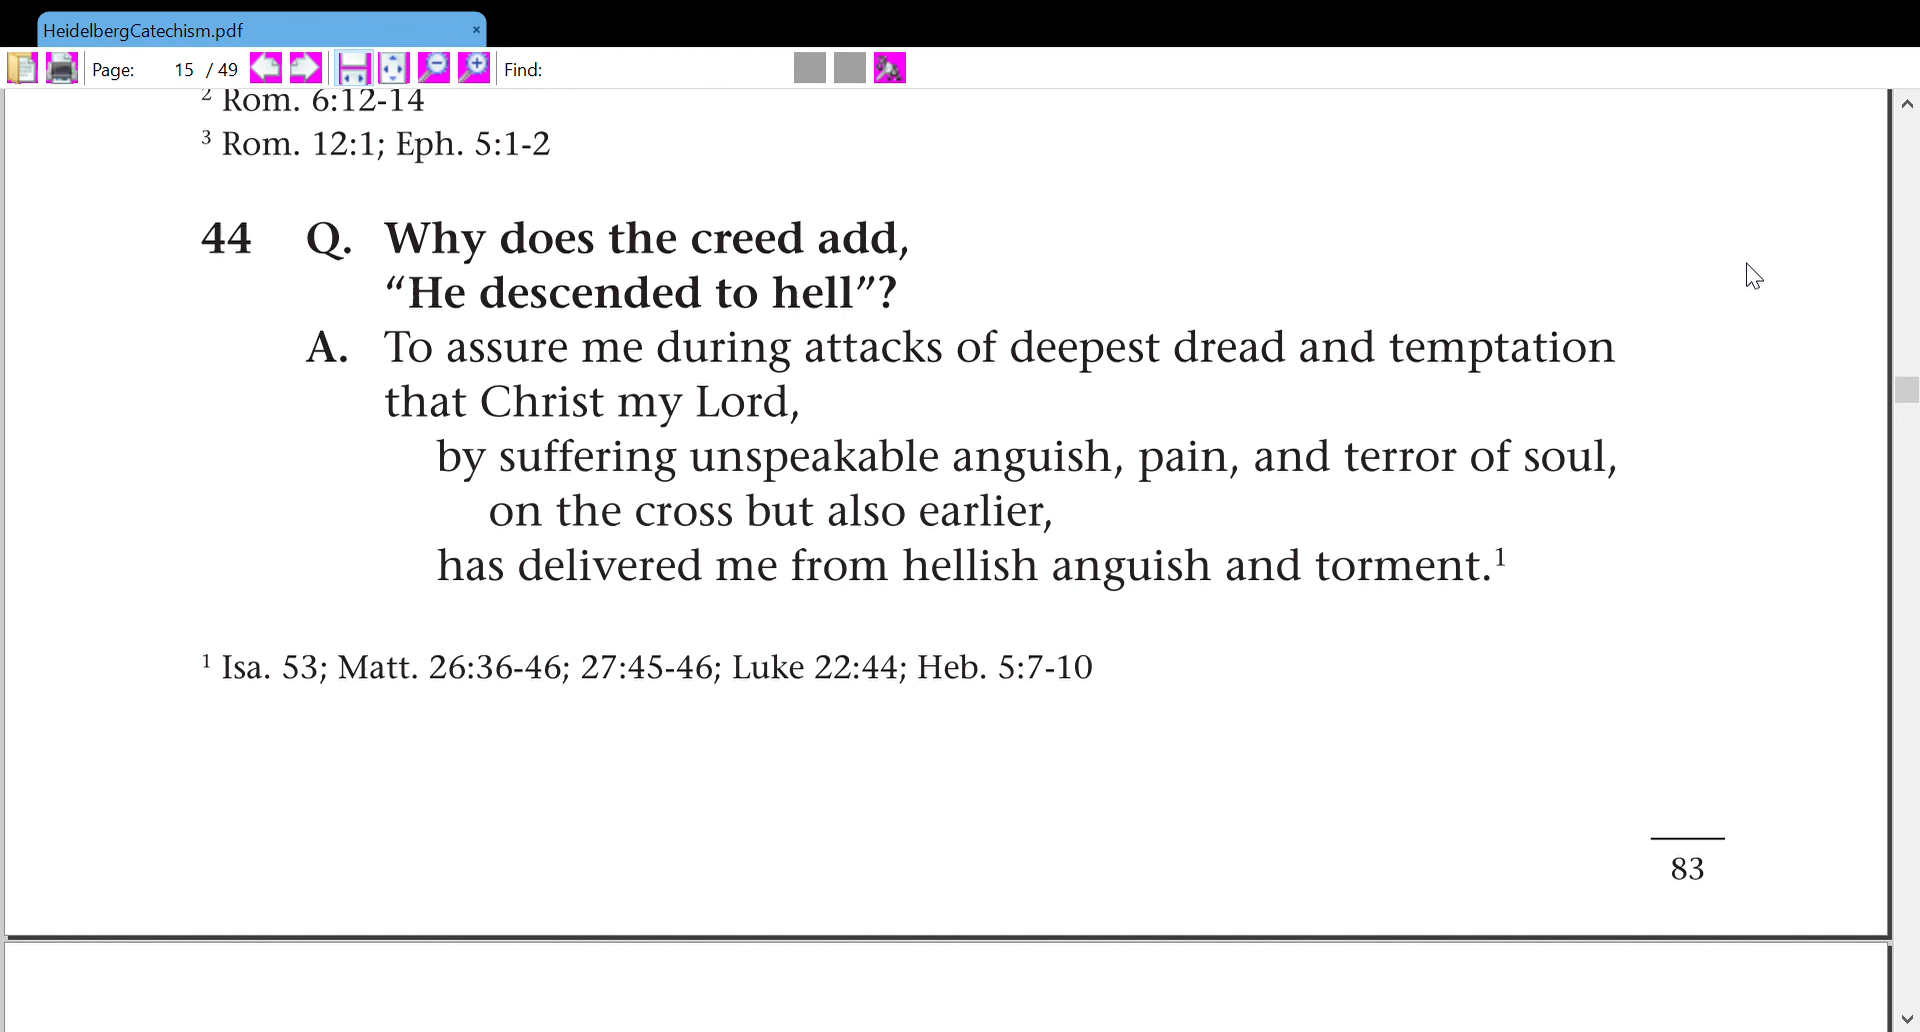 HeidelbergCatechism.pdf ×
Page: 15 / 49 Find:
² Rom. 6:12-14
³ Rom. 12:1; Eph. 5:1-2
44 Q. Why does the creed add,
“He descended to hell”?
A. To assure me during attacks of deepest dread and temptation
that Christ my Lord,
by suffering unspeakable anguish, pain, and terror of soul,
on the cross but also earlier,
has delivered me from hellish anguish and torment.¹
¹ Isa. 53; Matt. 26:36-46; 27:45-46; Luke 22:44; Heb. 5:7-10
83